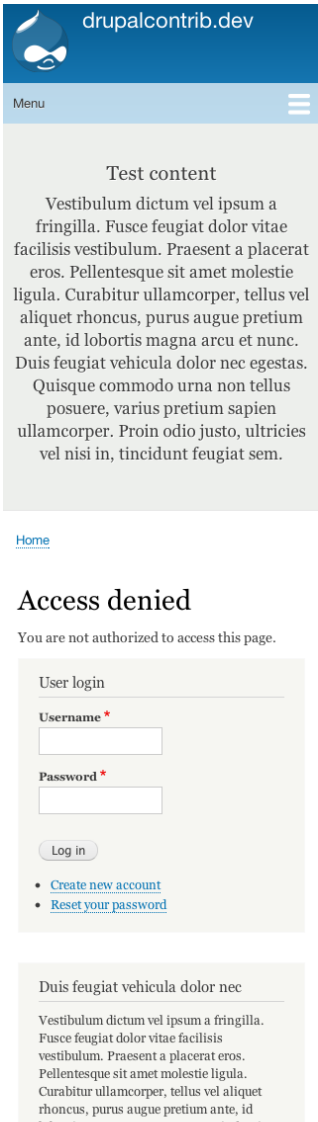 drupalcontrib.dev
Menu
Test content
Vestibulum dictum vel ipsum a
fringilla. Fusce feugiat dolor vitae
facilisis vestibulum. Praesent a placerat
eros. Pellentesque sit amet molestie
ligula. Curabitur ullamcorper, tellus vel
aliquet rhoncus, purus augue pretium
ante, id lobortis magna arcu et nunc.
Duis feugiat vehicula dolor nec egestas.
Quisque commodo urna non tellus
posuere, varius pretium sapien
ullamcorper. Proin odio justo, ultricies
vel nisi in, tincidunt feugiat sem.
Home
Access denied
You are not authorized to access this page.
User login
Username *
Password *
Log in
Create new account
Reset your password
Duis feugiat vehicula dolor nec
Vestibulum dictum vel ipsum a fringilla.
Fusce feugiat dolor vitae facilisis
vestibulum. Praesent a placerat eros.
Pellentesque sit amet molestie ligula.
Curabitur ullamcorper, tellus vel aliquet
rhoncus, purus augue pretium ante, id